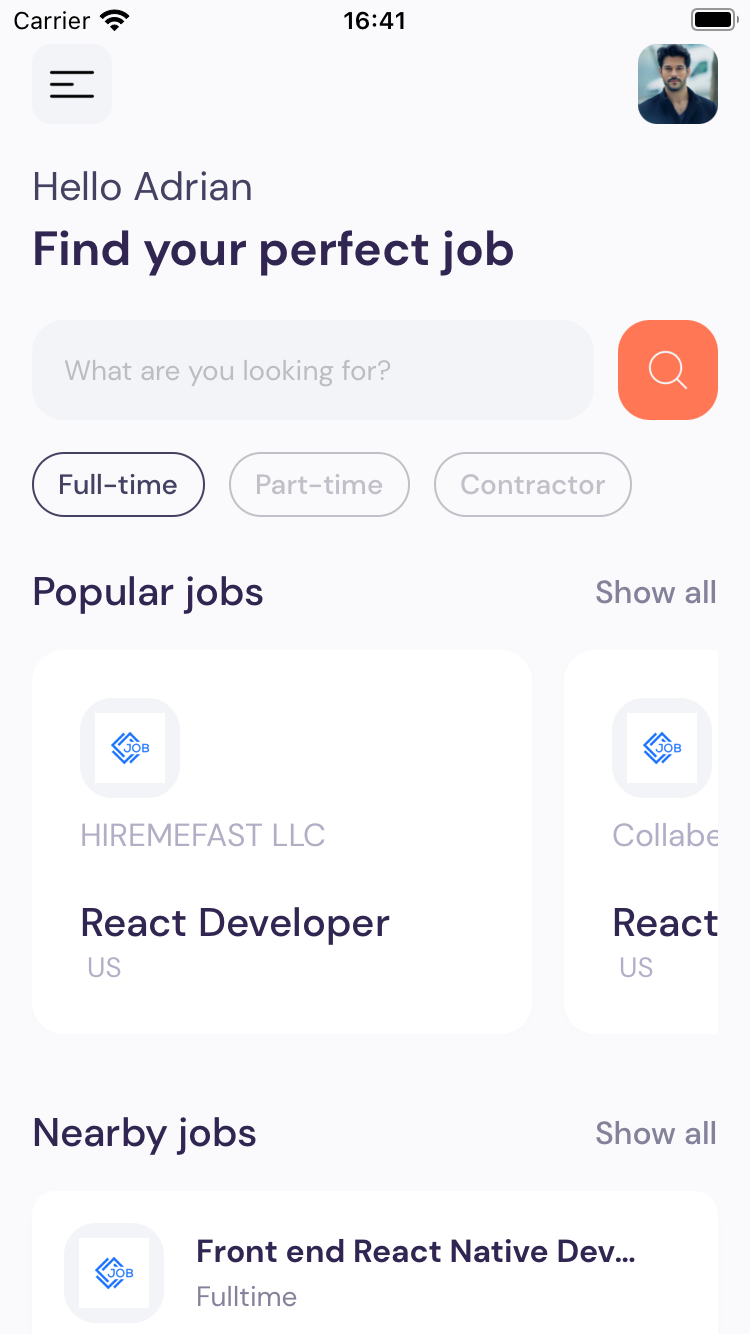 Carrier 16:41
Hello Adrian
Find your perfect job
What are you looking for?
Full-time Part-time Contractor
Popular jobs Show all
JOB JOB
HIREMEFAST LLC Collabe
React Developer React
US US
Nearby jobs Show all
JOB Front end React Native Dev...
Fulltime